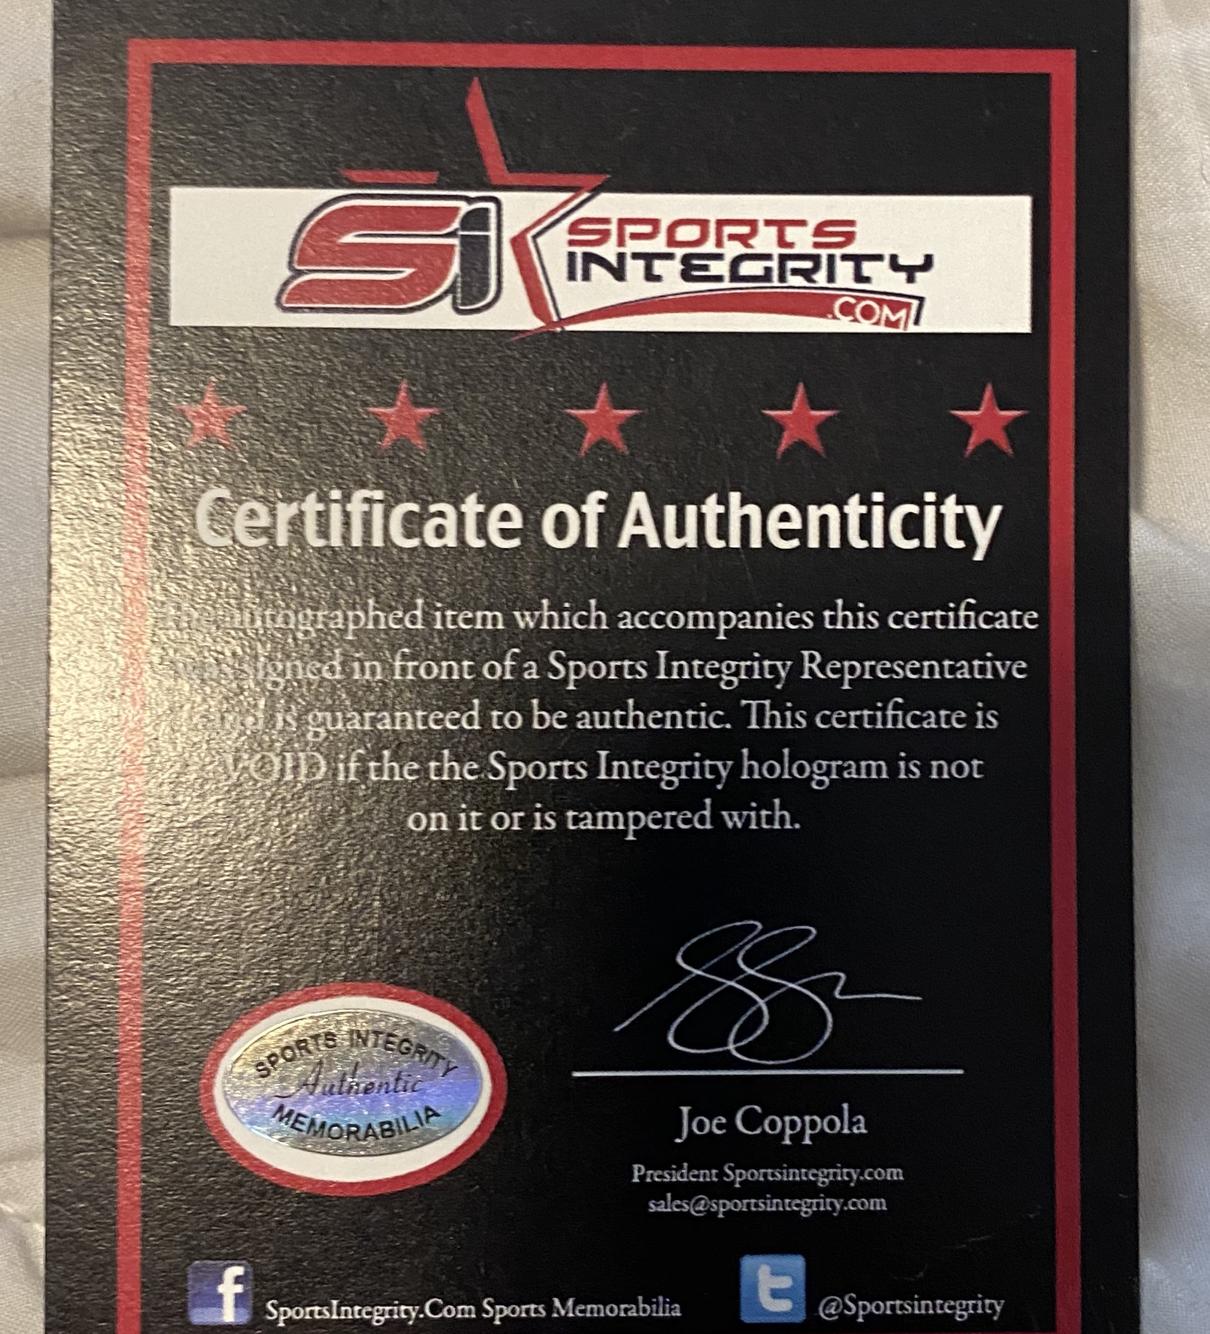 Si SPORTS
INTEGRITY
.COM
Certificate of Authenticity
The autographed item which accompanies this certificate
was signed in front of a Sports Integrity Representative
and is guaranteed to be authentic. This certificate is
VOID if the the Sports Integrity hologram is not
on it or is tampered with.
SPORTS INTEGRITY
Authentic
MEMORABILIA
Joe Coppola
President Sportsintegrity.com
sales@sportsintegrity.com
f SportsIntegrity.Com Sports Memorabilia
t @Sportsintegrity